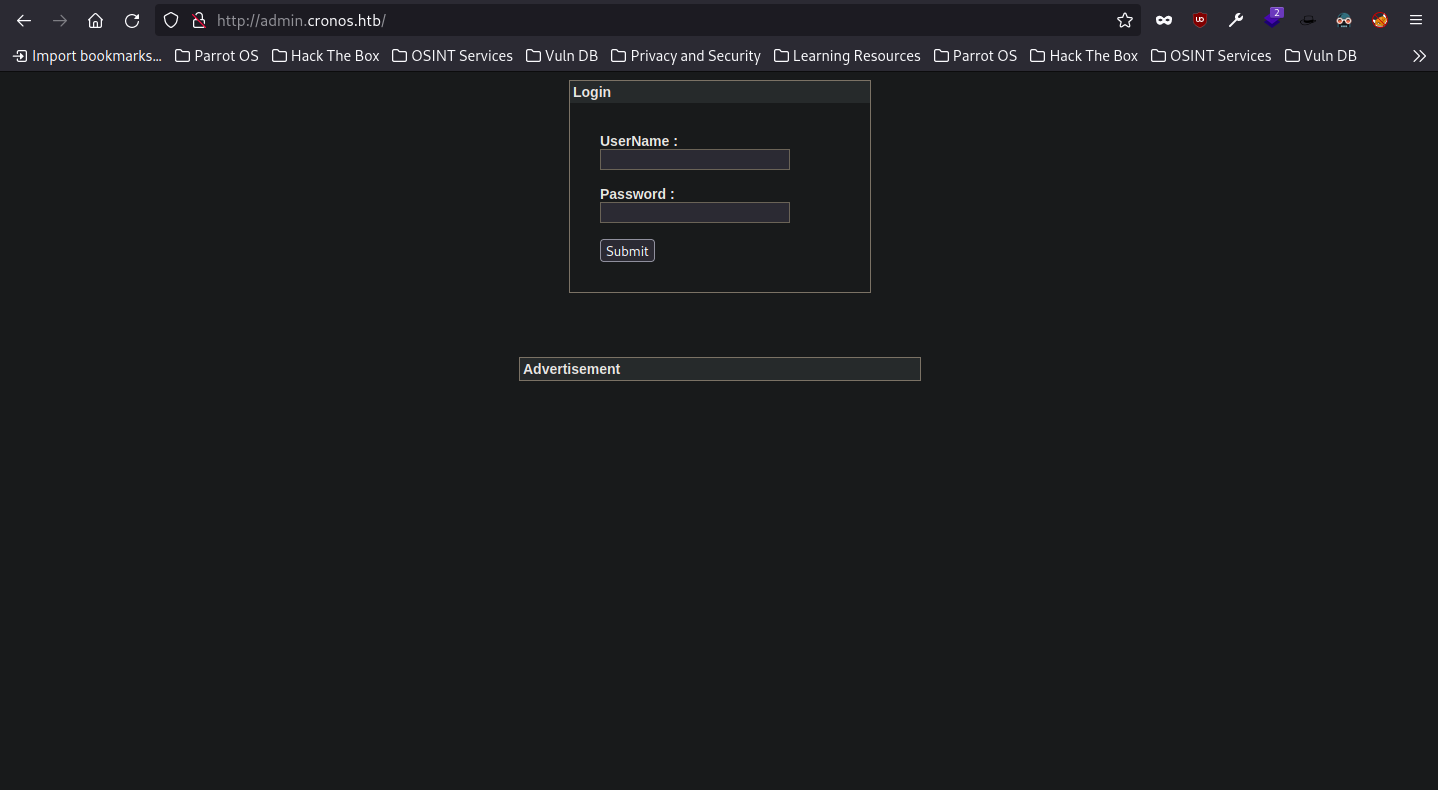 http://admin.cronos.htb/
2
Import bookmarks... Parrot OS Hack The Box OSINT Services Vuln DB Privacy and Security Learning Resources Parrot OS Hack The Box OSINT Services Vuln DB
Login
UserName :
Password :
Submit
Advertisement